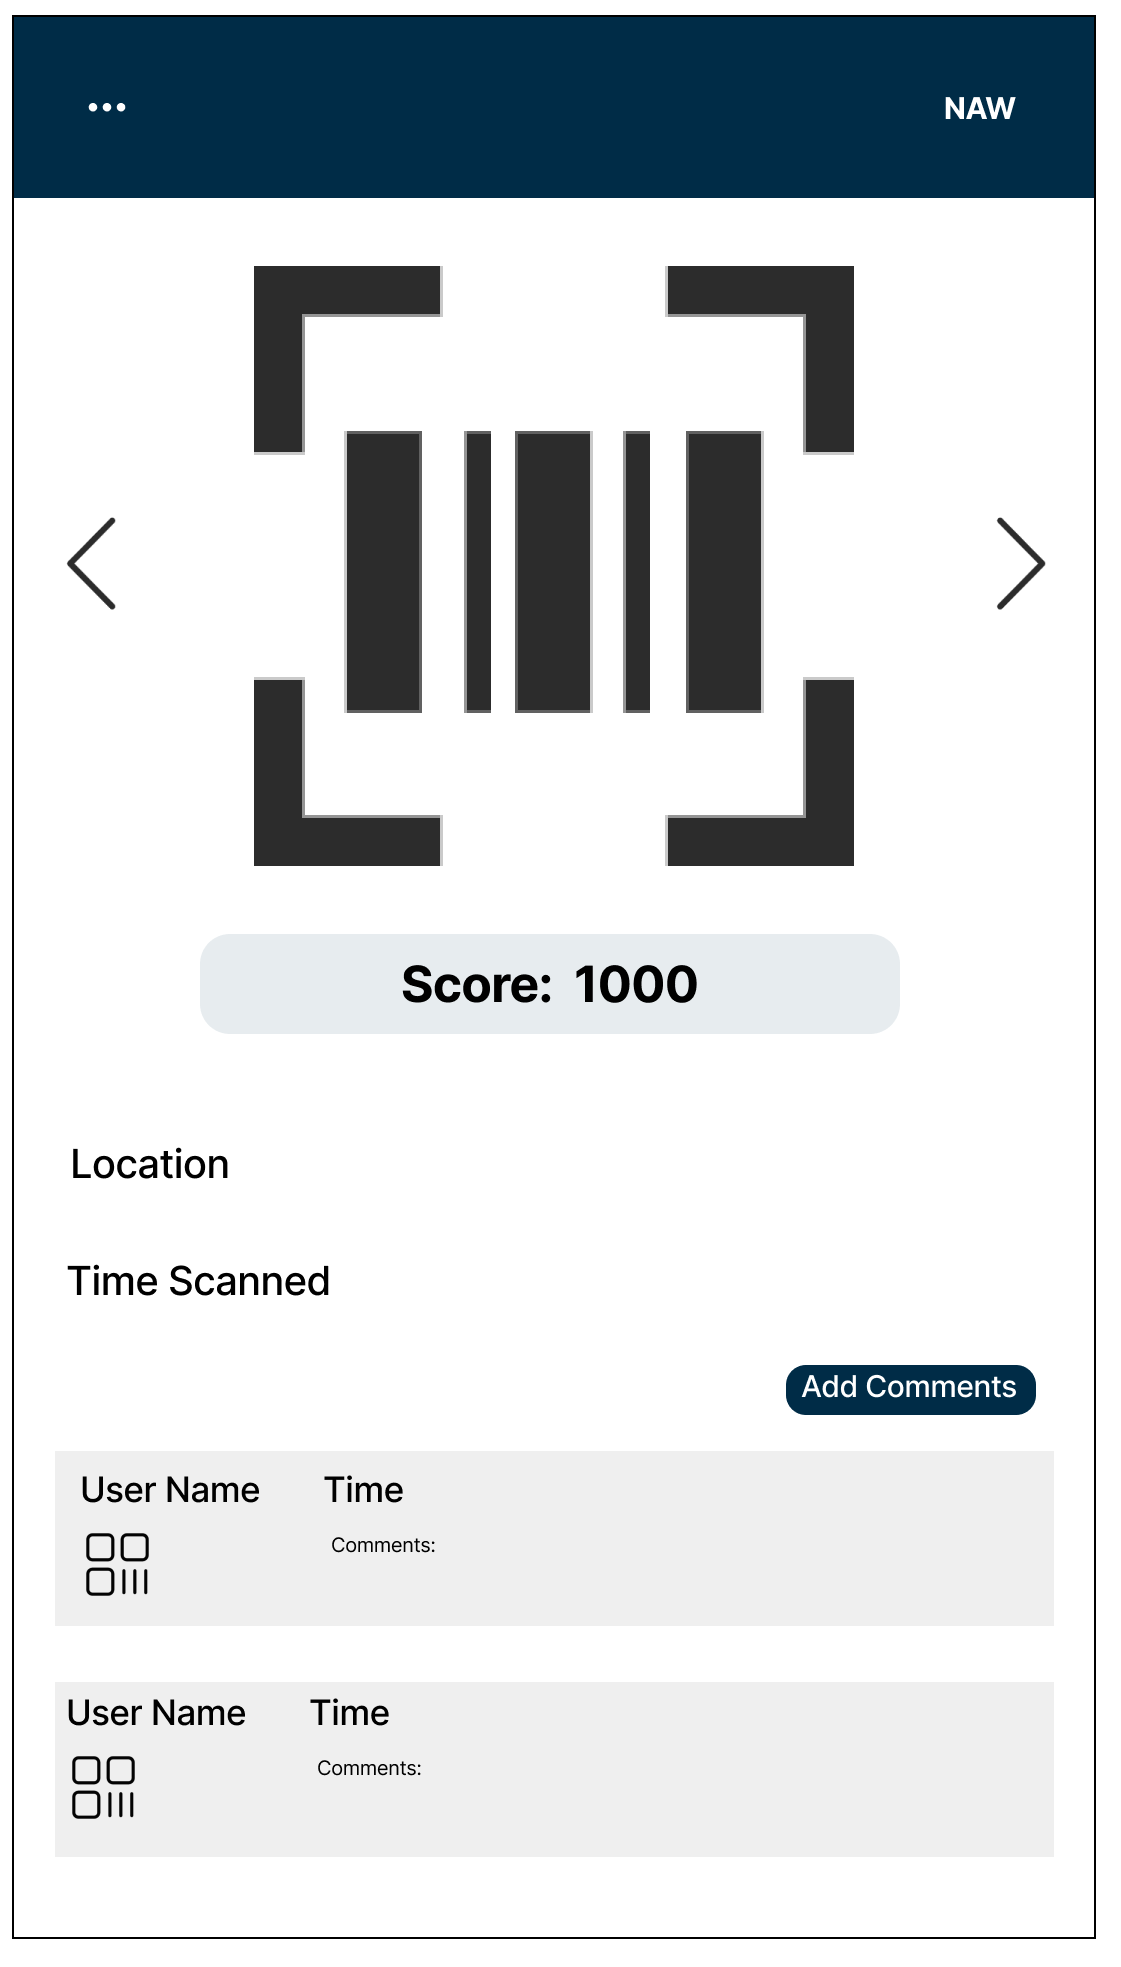 NAW
Score: 1000
Location
Time Scanned
Add Comments
User Name Time
Comments:
User Name Time
Comments: